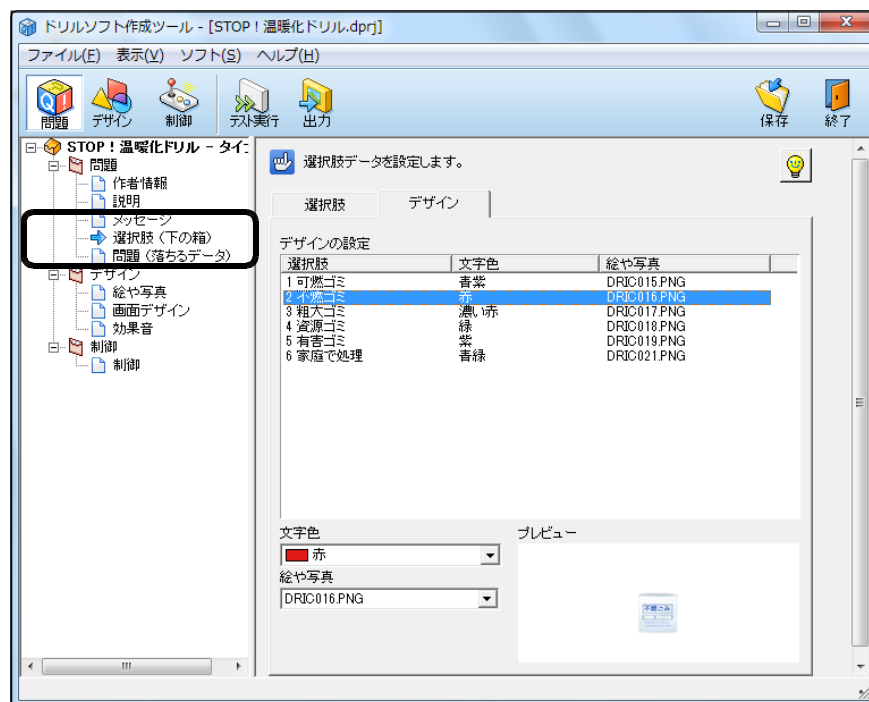 ドリルソフト作成ツール - [STOP！温暖化ドリル.dprj]
ファイル(F) 表示(V) ソフト(S) ヘルプ(H)
問題 デザイン 制御 テスト実行 出力 保存 終了
STOP！温暖化ドリル - タイ
問題
作者情報
説明
メッセージ
選択肢（下の箱）
問題（落ちるデータ）
デザイン
絵や写真
画面デザイン
効果音
制御
制御
選択肢データを設定します。
選択肢 デザイン
デザインの設定
選択肢 文字色 絵や写真
1 可燃ゴミ 青紫 DRIC015.PNG
2 不燃ゴミ 赤 DRIC016.PNG
3 粗大ゴミ 濃い赤 DRIC017.PNG
4 資源ゴミ 緑 DRIC018.PNG
5 有害ゴミ 紫 DRIC019.PNG
6 家庭で処理 青緑 DRIC021.PNG
文字色
赤
絵や写真
DRIC016.PNG
プレビュー
不燃ごみ